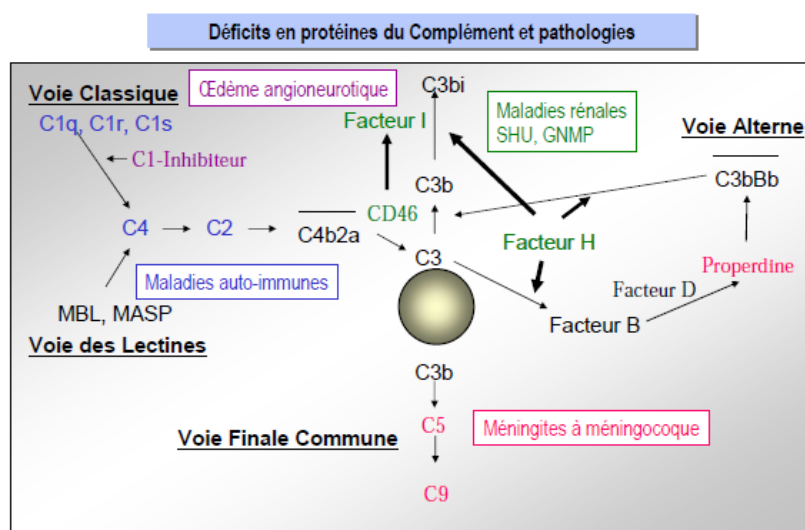 Déficits en protéines du Complément et pathologies
Voie Classique
Œdème angioneurotique
C3bi
C1q, C1r, C1s
Facteur I
Maladies rénales
SHU, GNMP
Voie Alterne
C1-Inhibiteur
C3b
C3bBb
CD46
C4
C2
C4b2a
C3
Facteur H
Properdine
Maladies auto-immunes
Facteur D
MBL, MASP
Facteur B
Voie des Lectines
C3b
Voie Finale Commune
C5
Méningites à méningocoque
C9